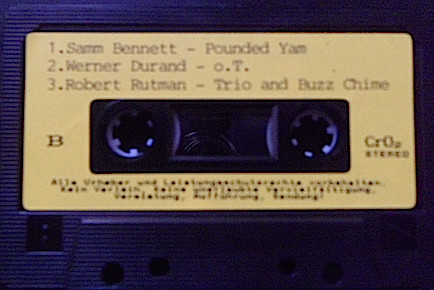 1.Samm Bennett - Pounded Yam
2.Werner Durand - o.T.
3.Robert Rutman - Trio and Buzz Chime
B
CrO₂
STEREO
Alle Urheber und Leistungsschutzrechte vorbehalten.
Kein Verleih, keine unerlaubte Vervielfältigung,
Vermietung, Aufführung, Sendung!